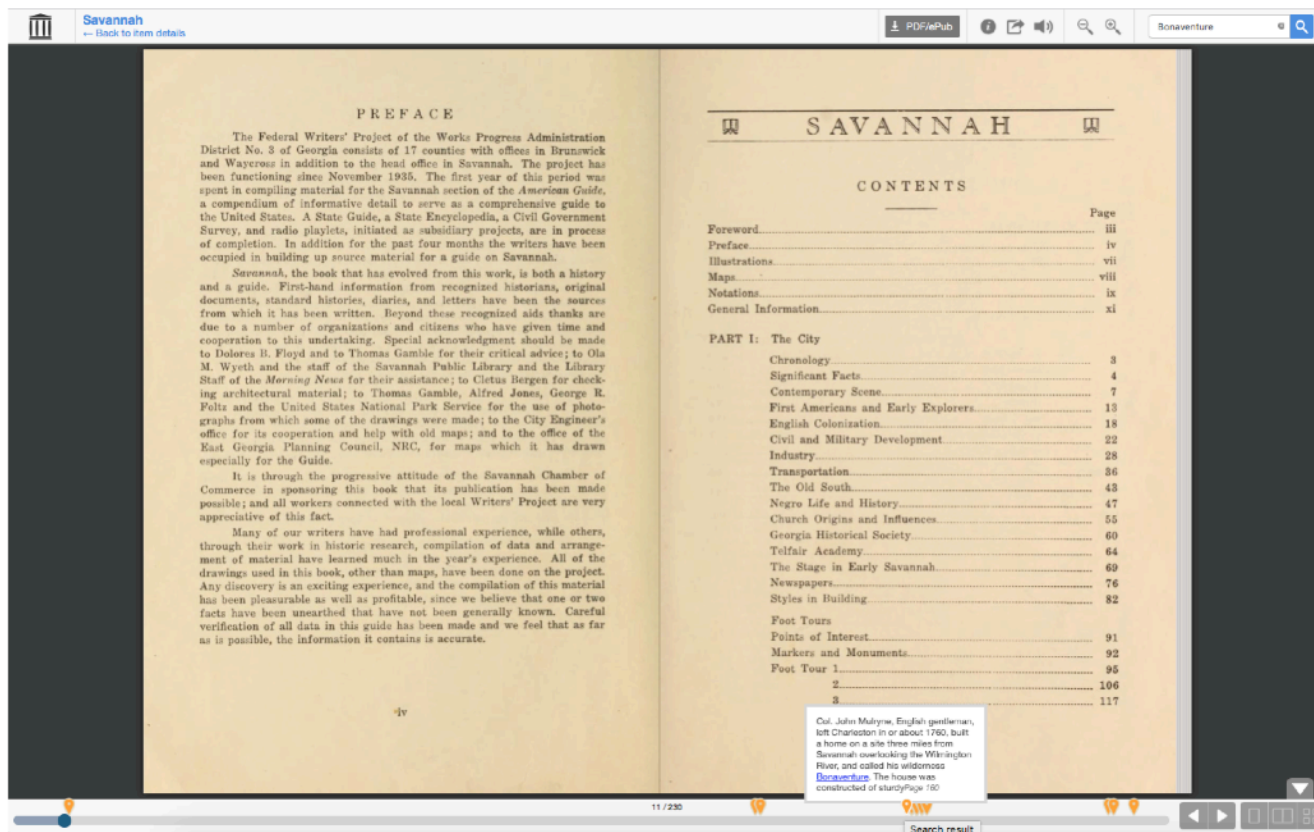 Savannah
← Back to item details
PDF/ePub
Bonaventure
PREFACE
The Federal Writers' Project of the Works Progress Administration
District No. 3 of Georgia consists of 17 counties with offices in Brunswick
and Waycross in addition to the head office in Savannah. The project has
been functioning since November 1935. The first year of this period was
spent in compiling material for the Savannah section of the American Guide,
a compendium of informative detail to serve as a comprehensive guide to
the United States. A State Guide, a State Encyclopedia, a Civil Government
Survey, and radio playlets, initiated as subsidiary projects, are in process
of completion. In addition for the past four months the writers have been
occupied in building up source material for a guide on Savannah.
Savannah, the book that has evolved from this work, is both a history
and a guide. First-hand information from recognized historians, original
documents, standard histories, diaries, and letters have been the sources
from which it has been written. Beyond these recognized aids thanks are
due to a number of organizations and citizens who have given time and
cooperation to this undertaking. Special acknowledgment should be made
to Dolores B. Floyd and to Thomas Gamble for their critical advice; to Ola
M. Wyeth and the staff of the Savannah Public Library and the Library
Staff of the Morning News for their assistance; to Cletus Bergen for check-
ing architectural material; to Thomas Gamble, Alfred Jones, George R.
Foltz and the United States National Park Service for the use of photo-
graphs from which some of the drawings were made; to the City Engineer's
office for its cooperation and help with old maps; and to the office of the
East Georgia Planning Council, NRC, for maps which it has drawn
especially for the Guide.
It is through the progressive attitude of the Savannah Chamber of
Commerce in sponsoring this book that its publication has been made
possible; and all workers connected with the local Writers' Project are very
appreciative of this fact.
Many of our writers have had professional experience, while others,
through their work in historic research, compilation of data and arrange-
ment of material have learned much in the year's experience. All of the
drawings used in this book, other than maps, have been done on the project.
Any discovery is an exciting experience, and the compilation of this material
has been pleasurable as well as profitable, since we believe that one or two
facts have been unearthed that have not been generally known. Careful
verification of all data in this guide has been made and we feel that as far
as is possible, the information it contains is accurate.
iv
SAVANNAH
CONTENTS
Page
Foreword iii
Preface iv
Illustrations vii
Maps viii
Notations ix
General Information xi
PART I: The City
Chronology 3
Significant Facts 4
Contemporary Scene 7
First Americans and Early Explorers 13
English Colonization 18
Civil and Military Development 22
Industry 28
Transportation 36
The Old South 43
Negro Life and History 47
Church Origins and Influences 55
Georgia Historical Society 60
Telfair Academy 64
The Stage in Early Savannah 69
Newspapers 76
Styles in Building 82
Foot Tours
Points of Interest 91
Markers and Monuments 92
Foot Tour 1 95
2 106
3 117
Col. John Mulryne, English gentleman,
left Charleston in or about 1760, built
a home on a site three miles from
Savannah overlooking the Wilmington
River, and called his wilderness
Bonaventure. The house was
constructed of sturdyPage 160
11 / 230
Search result